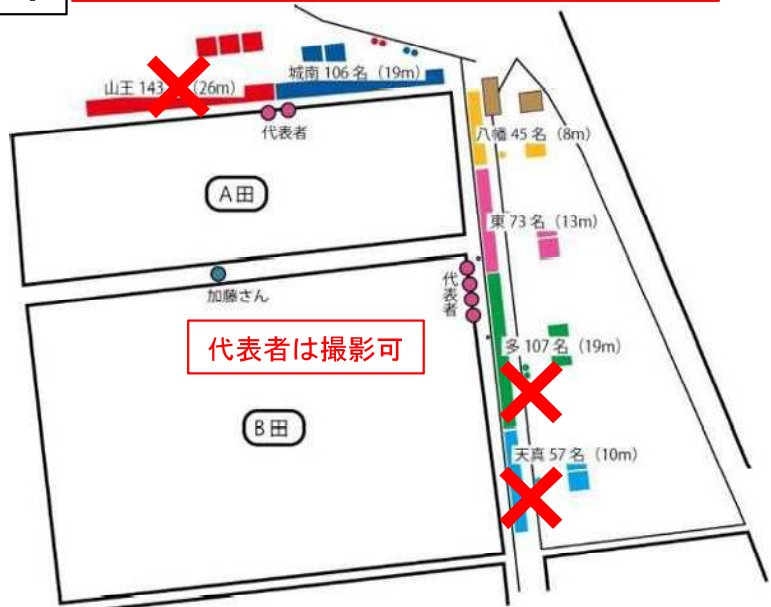 山王 143 (26m)
城南 106 名（19m）
代表者
八幡 45 名（8m）
A田
東 73 名（13m）
加藤さん
代表者
代表者は撮影可
多 107 名（19m）
B田
天真 57 名（10m）